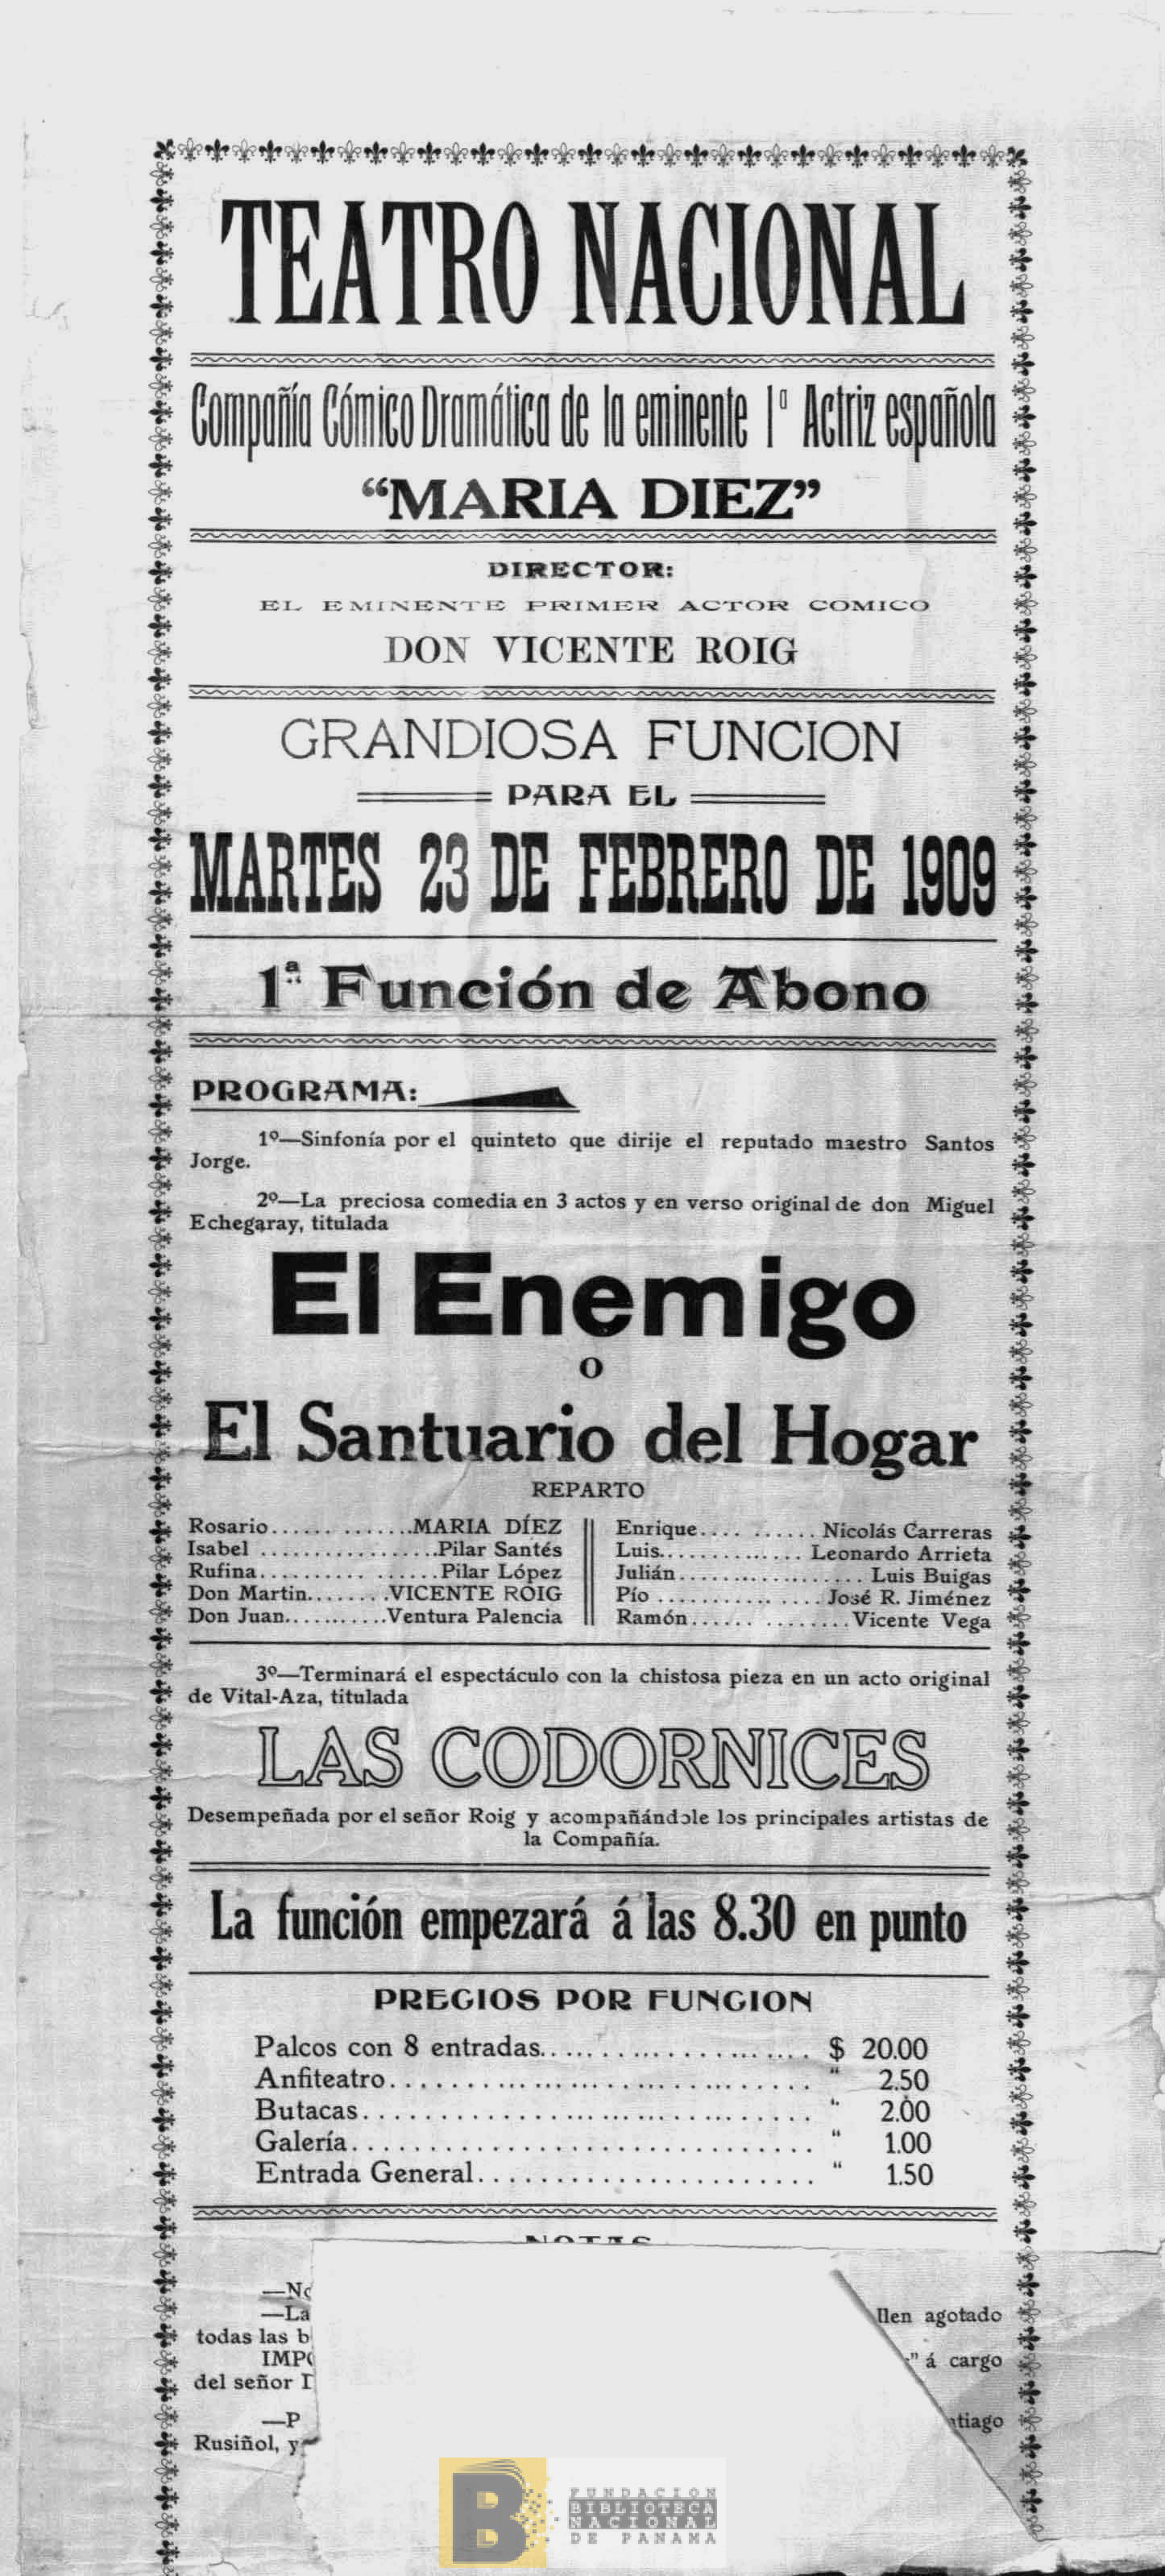 TEATRO NACIONAL
Compañía Cómico Dramática de la eminente 1ª Actriz española
“MARIA DIEZ”
DIRECTOR:
EL EMINENTE PRIMER ACTOR COMICO
DON VICENTE ROIG
GRANDIOSA FUNCION
PARA EL
MARTES 23 DE FEBRERO DE 1909
1ª Función de Abono
PROGRAMA:
1º—Sinfonía por el quinteto que dirije el reputado maestro Santos
Jorge.
2º—La preciosa comedia en 3 actos y en verso original de don Miguel
Echegaray, titulada
El Enemigo
O
El Santuario del Hogar
REPARTO
Rosario..............MARIA DÍEZ
Isabel .................Pilar Santés
Rufina.................Pilar López
Don Martin........VICENTE ROIG
Don Juan...........Ventura Palencia
Enrique........... Nicolás Carreras
Luis.............. Leonardo Arrieta
Julián.................. Luis Buigas
Pío ................José R. Jiménez
Ramón...............Vicente Vega
3º—Terminará el espectáculo con la chistosa pieza en un acto original
de Vital-Aza, titulada
LAS CODORNICES
Desempeñada por el señor Roig y acompañándole los principales artistas de
la Compañía.
La función empezará á las 8.30 en punto
PRECIOS POR FUNCION
Palcos con 8 entradas..................... $ 20.00
Anfiteatro................................. " 2.50
Butacas................................... " 2.00
Galería................................... " 1.00
Entrada General......................... " 1.50
NOTAS
todas las
llen agotado
" á cargo
del señor
Rusiñol, y
FUNDACION
BIBLIOTECA
NACIONAL
DE PANAMA